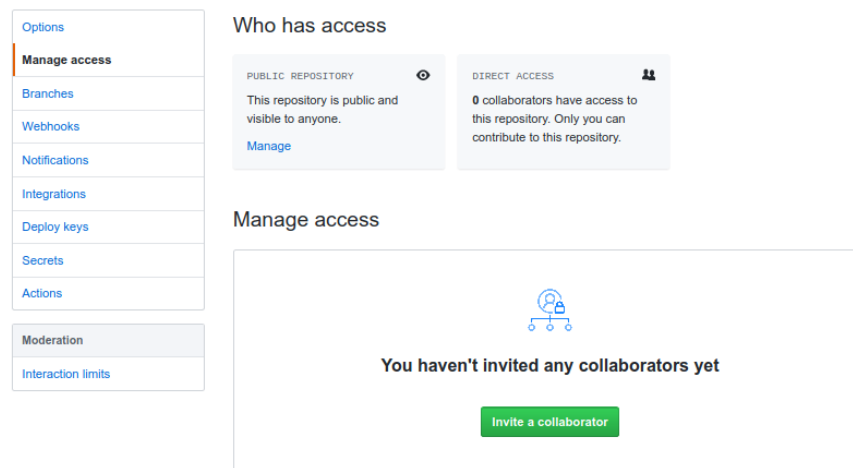 Options
Manage access
Branches
Webhooks
Notifications
Integrations
Deploy keys
Secrets
Actions
Moderation
Interaction limits
Who has access
PUBLIC REPOSITORY
This repository is public and
visible to anyone.
Manage
DIRECT ACCESS
0 collaborators have access to
this repository. Only you can
contribute to this repository.
Manage access
You haven't invited any collaborators yet
Invite a collaborator